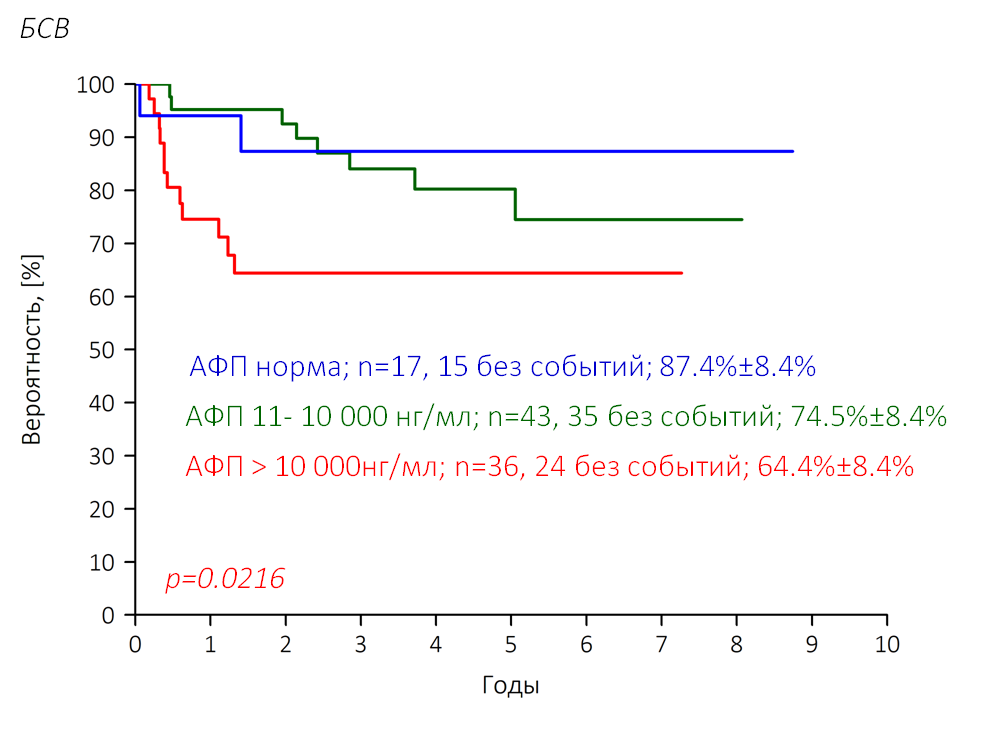 БСВ
100
90
80
70
60
50
40
30
20
10
0
Вероятность, [%]
АФП норма; n=17, 15 без событий; 87.4%±8.4%
АФП 11- 10 000 нг/мл; n=43, 35 без событий; 74.5%±8.4%
АФП > 10 000нг/мл; n=36, 24 без событий; 64.4%±8.4%
p=0.0216
0 1 2 3 4 5 6 7 8 9 10
Годы